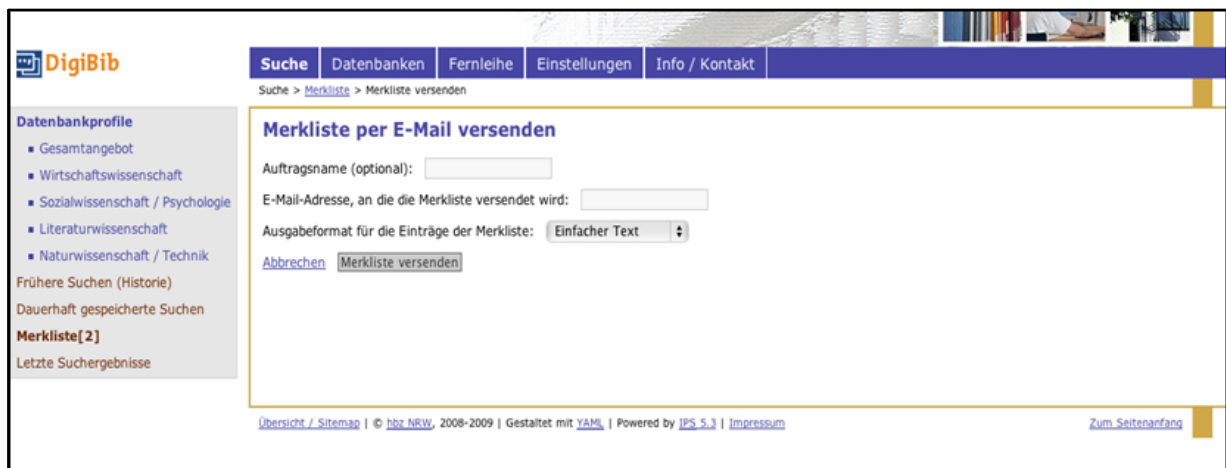 DigiBib
Suche Datenbanken Fernleihe Einstellungen Info / Kontakt
Suche > Merkliste > Merkliste versenden
Datenbankprofile
Gesamtangebot
Wirtschaftswissenschaft
Sozialwissenschaft / Psychologie
Literaturwissenschaft
Naturwissenschaft / Technik
Frühere Suchen (Historie)
Dauerhaft gespeicherte Suchen
Merkliste[2]
Letzte Suchergebnisse
Merkliste per E-Mail versenden
Auftragsname (optional):
E-Mail-Adresse, an die die Merkliste versendet wird:
Ausgabeformat für die Einträge der Merkliste: Einfacher Text
Abbrechen Merkliste versenden
Übersicht / Sitemap | © hbz NRW, 2008-2009 | Gestaltet mit YAML | Powered by IPS 5.3 | Impressum Zum Seitenanfang